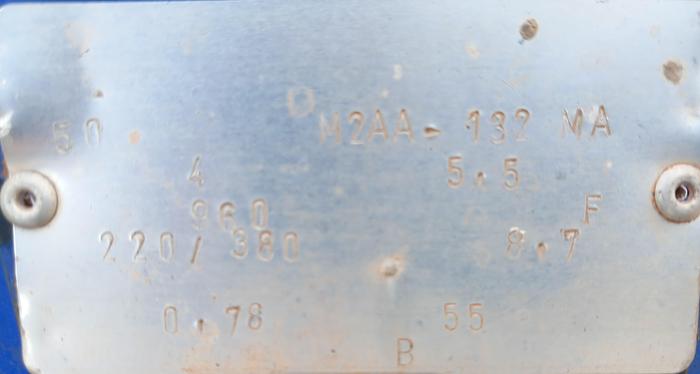 50 M2AA - 132 MA
4 5.5
960 F
220/ 380 8.7
0.78 55
B